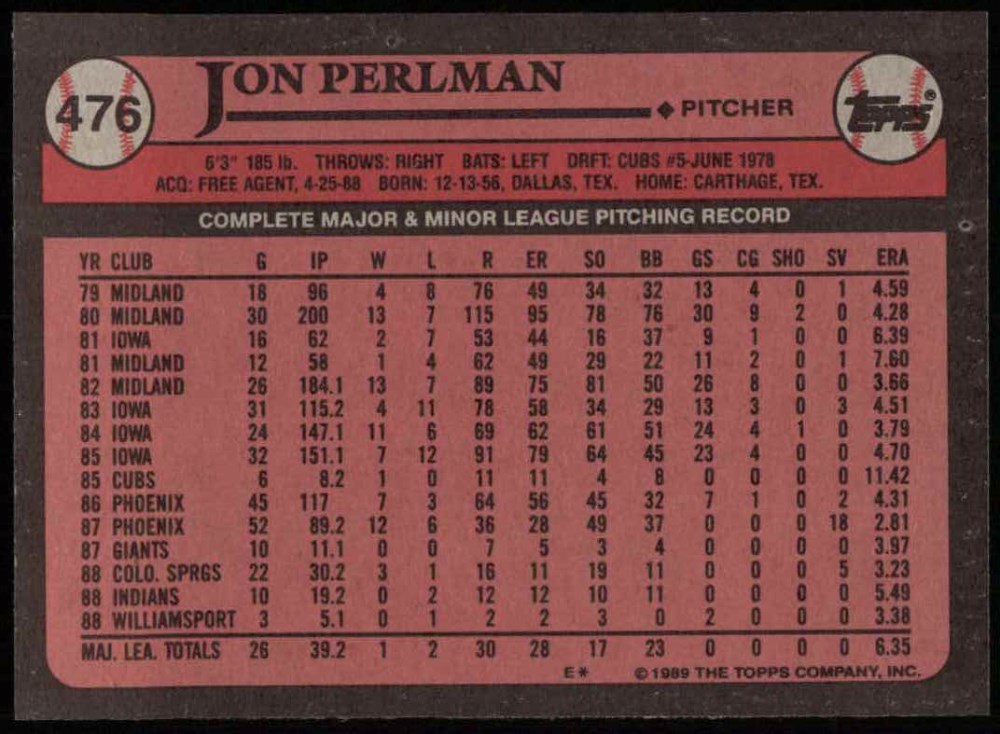 476
JON PERLMAN
◆ PITCHER
TOPPS®
6'3" 185 lb. THROWS: RIGHT BATS: LEFT DRFT: CUBS #5-JUNE 1978
ACQ: FREE AGENT, 4-25-88 BORN: 12-13-56, DALLAS, TEX. HOME: CARTHAGE, TEX.
COMPLETE MAJOR & MINOR LEAGUE PITCHING RECORD
YR CLUB G IP W L R ER SO BB GS CG SHO SV ERA
79 MIDLAND 18 96 4 8 76 49 34 32 13 4 0 1 4.59
80 MIDLAND 30 200 13 7 115 95 78 76 30 9 2 0 4.28
81 IOWA 16 62 2 7 53 44 16 37 9 1 0 0 6.39
81 MIDLAND 12 58 1 4 62 49 29 22 11 2 0 1 7.60
82 MIDLAND 26 184.1 13 7 89 75 81 50 26 8 0 0 3.66
83 IOWA 31 115.2 4 11 78 58 34 29 13 3 0 3 4.51
84 IOWA 24 147.1 11 6 69 62 61 51 24 4 1 0 3.79
85 IOWA 32 151.1 7 12 91 79 64 45 23 4 0 0 4.70
85 CUBS 6 8.2 1 0 11 11 4 8 0 0 0 0 11.42
86 PHOENIX 45 117 7 3 64 56 45 32 7 1 0 2 4.31
87 PHOENIX 52 89.2 12 6 36 28 49 37 0 0 0 18 2.81
87 GIANTS 10 11.1 0 0 7 5 3 4 0 0 0 0 3.97
88 COLO. SPRGS 22 30.2 3 1 16 11 19 11 0 0 0 5 3.23
88 INDIANS 10 19.2 0 2 12 12 10 11 0 0 0 0 5.49
88 WILLIAMSPORT 3 5.1 0 1 2 2 3 0 2 0 0 0 3.38
MAJ. LEA. TOTALS 26 39.2 1 2 30 28 17 23 0 0 0 0 6.35
E* ©1989 THE TOPPS COMPANY, INC.